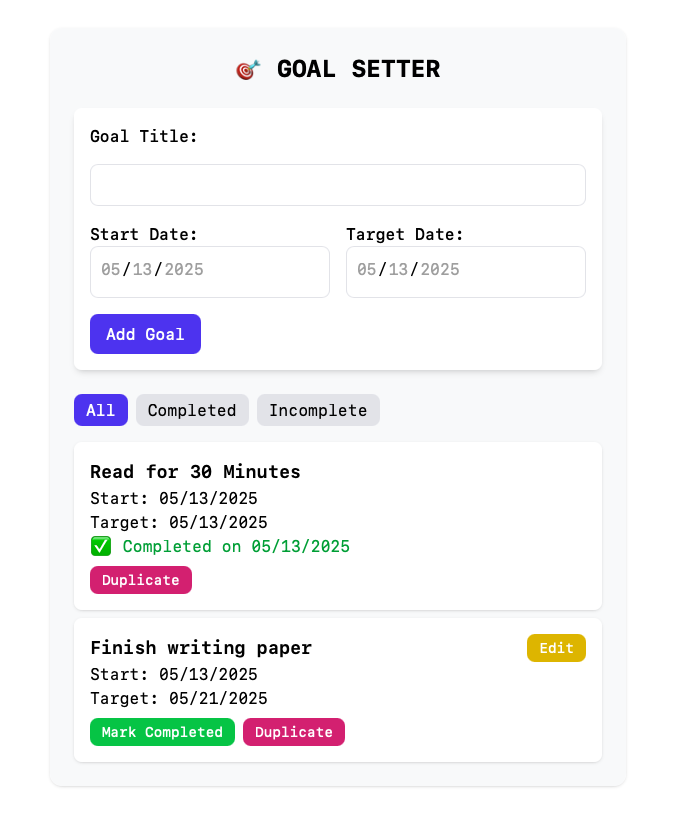 🎯 GOAL SETTER
Goal Title:
Start Date: Target Date:
05/13/2025 05/13/2025
Add Goal
All Completed Incomplete
Read for 30 Minutes
Start: 05/13/2025
Target: 05/13/2025
✅ Completed on 05/13/2025
Duplicate
Finish writing paper Edit
Start: 05/13/2025
Target: 05/21/2025
Mark Completed Duplicate